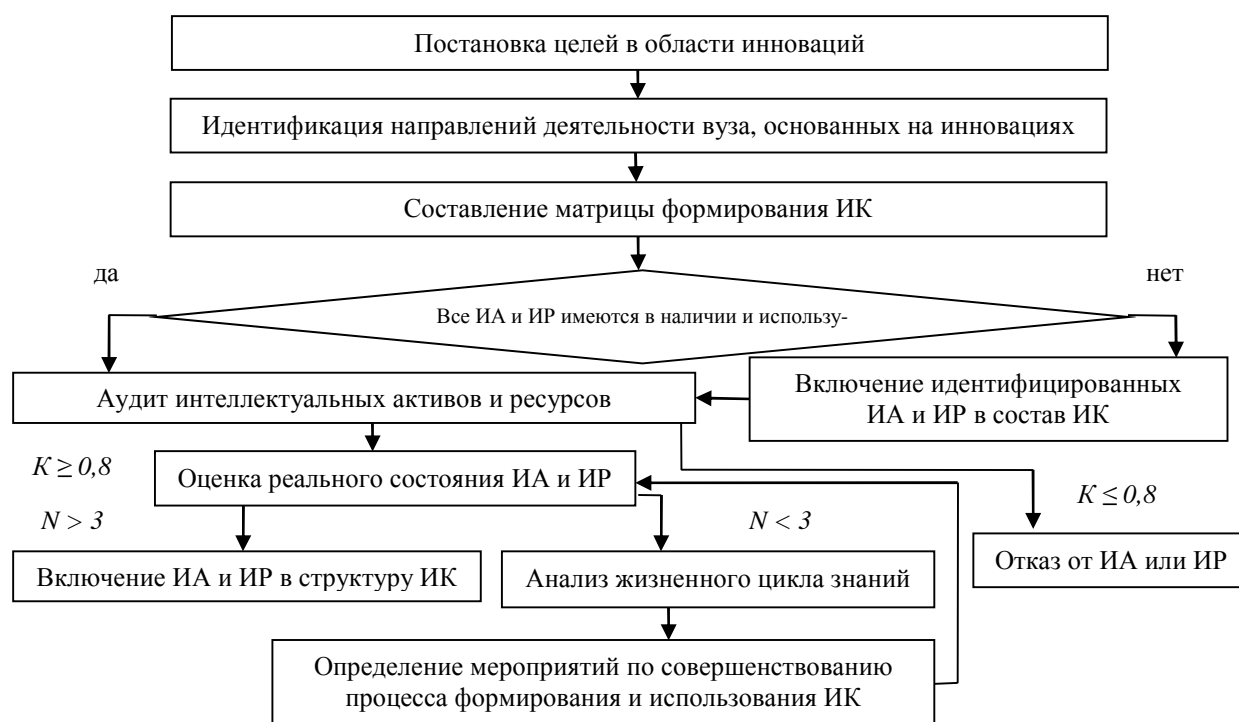 Постановка целей в области инноваций
Идентификация направлений деятельности вуза, основанных на инновациях
Составление матрицы формирования ИК
да
нет
Все ИА и ИР имеются в наличии и использу-
Аудит интеллектуальных активов и ресурсов
Включение идентифицированных
ИА и ИР в состав ИК
K ≥ 0,8
Оценка реального состояния ИА и ИР
K ≤ 0,8
N > 3
N < 3
Включение ИА и ИР в структуру ИК
Анализ жизненного цикла знаний
Отказ от ИА или ИР
Определение мероприятий по совершенствованию
процесса формирования и использования ИК